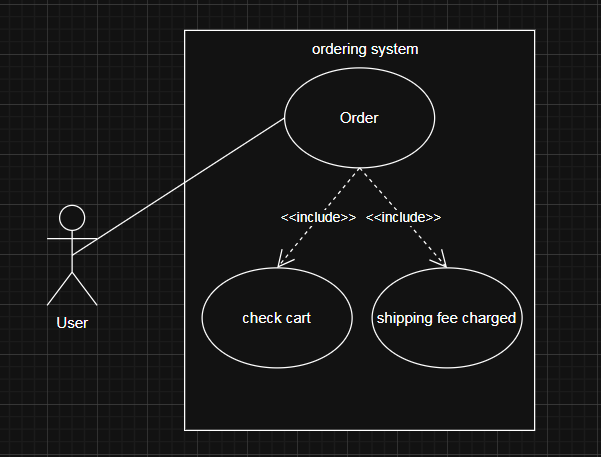 ordering system
Order
<<include>> <<include>>
check cart
shipping fee charged
User